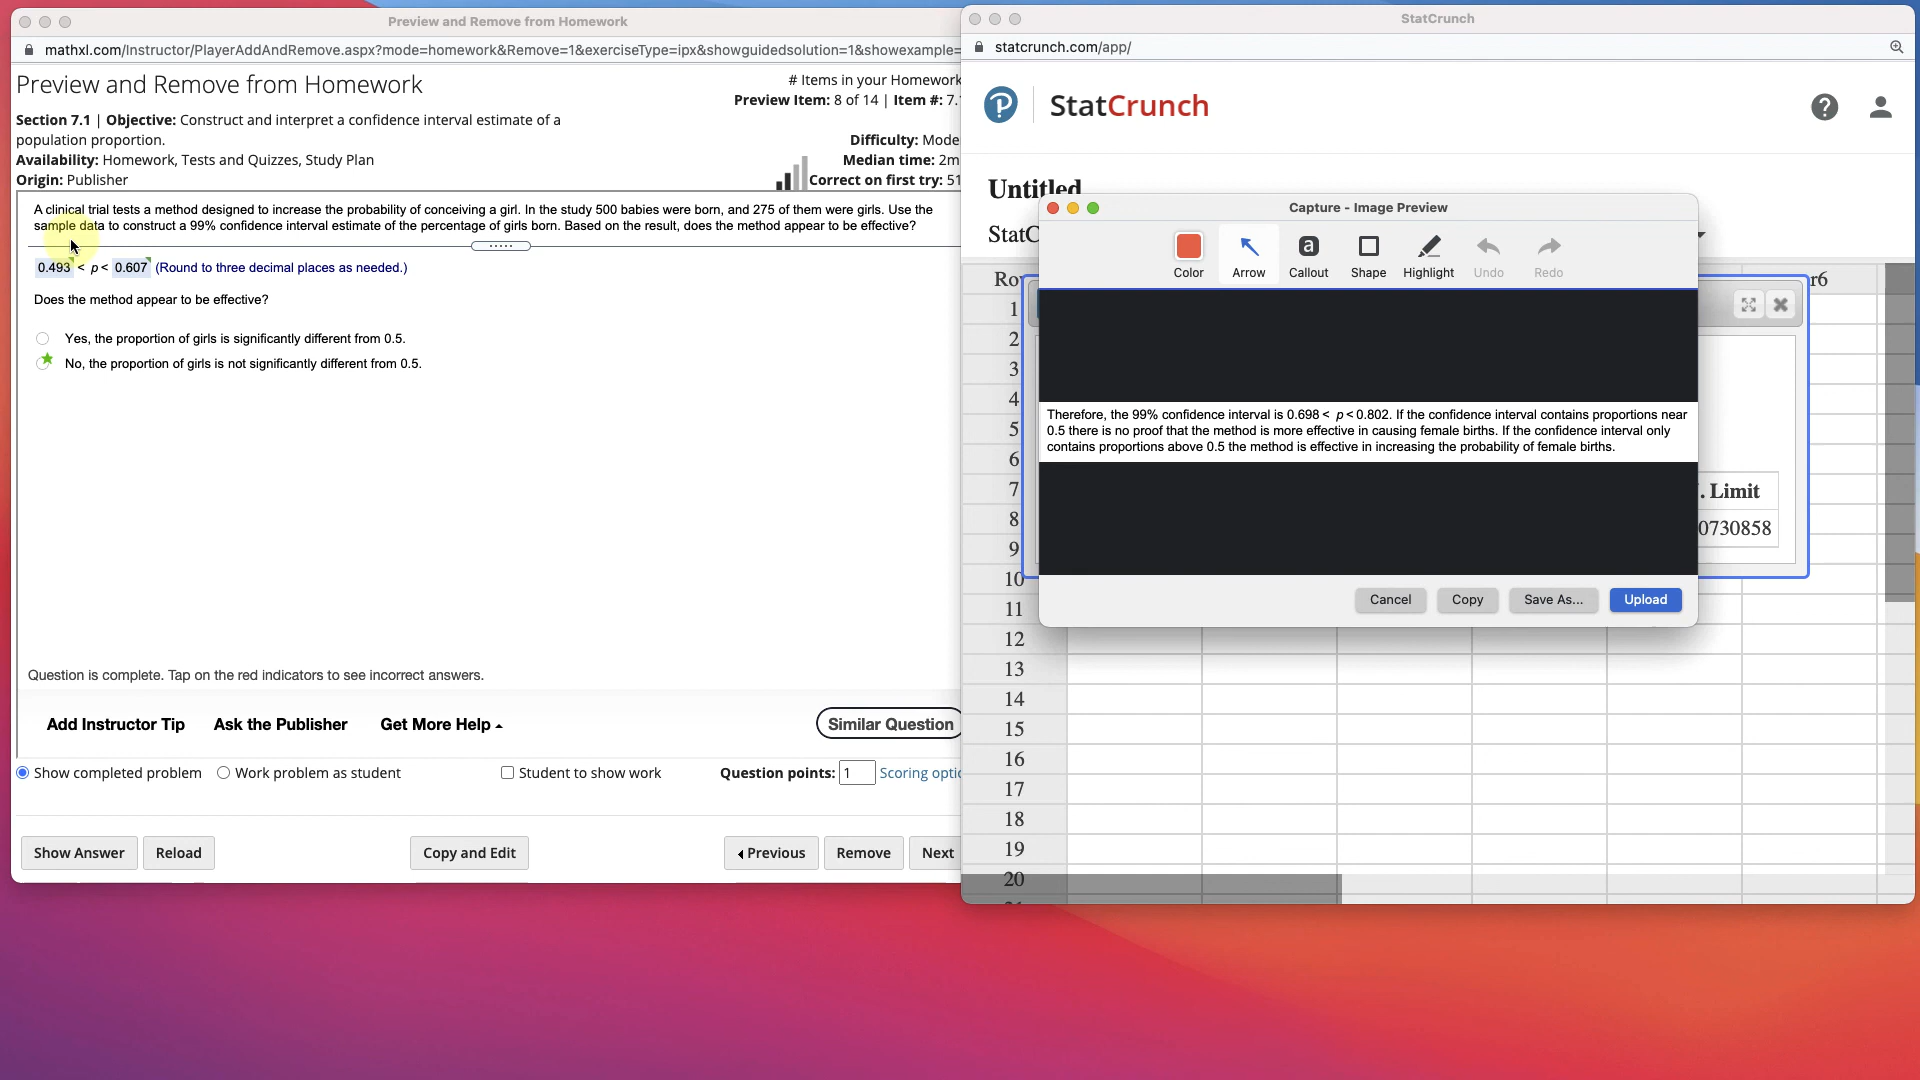 Preview and Remove from Homework
mathxl.com/Instructor/PlayerAddAndRemove.aspx?mode=homework&Remove=1&exerciseType=ipx&showguidedsolution=1&showexample=
Preview and Remove from Homework
# Items in your Homework
Preview Item: 8 of 14 | Item #: 7.
Section 7.1 | Objective: Construct and interpret a confidence interval estimate of a
population proportion.
Availability: Homework, Tests and Quizzes, Study Plan
Origin: Publisher
Difficulty: Mode
Median time: 2m
Correct on first try: 51
A clinical trial tests a method designed to increase the probability of conceiving a girl. In the study 500 babies were born, and 275 of them were girls. Use the
sample data to construct a 99% confidence interval estimate of the percentage of girls born. Based on the result, does the method appear to be effective?
0.493 < p < 0.607 (Round to three decimal places as needed.)
Does the method appear to be effective?
Yes, the proportion of girls is significantly different from 0.5.
No, the proportion of girls is not significantly different from 0.5.
Question is complete. Tap on the red indicators to see incorrect answers.
Add Instructor Tip Ask the Publisher Get More Help
Similar Question
Show completed problem Work problem as student Student to show work Question points: 1 Scoring optio
Show Answer Reload Copy and Edit Previous Remove Next
StatCrunch
statcrunch.com/app/
StatCrunch
Untitled
StatC
Capture - Image Preview
Color Arrow Callout Shape Highlight Undo Redo
Therefore, the 99% confidence interval is 0.698 < p < 0.802. If the confidence interval contains proportions near
0.5 there is no proof that the method is more effective in causing female births. If the confidence interval only
contains proportions above 0.5 the method is effective in increasing the probability of female births.
Cancel Copy Save As... Upload
. Limit
0730858
Ro
r6
1
2
3
4
5
6
7
8
9
10
11
12
13
14
15
16
17
18
19
20